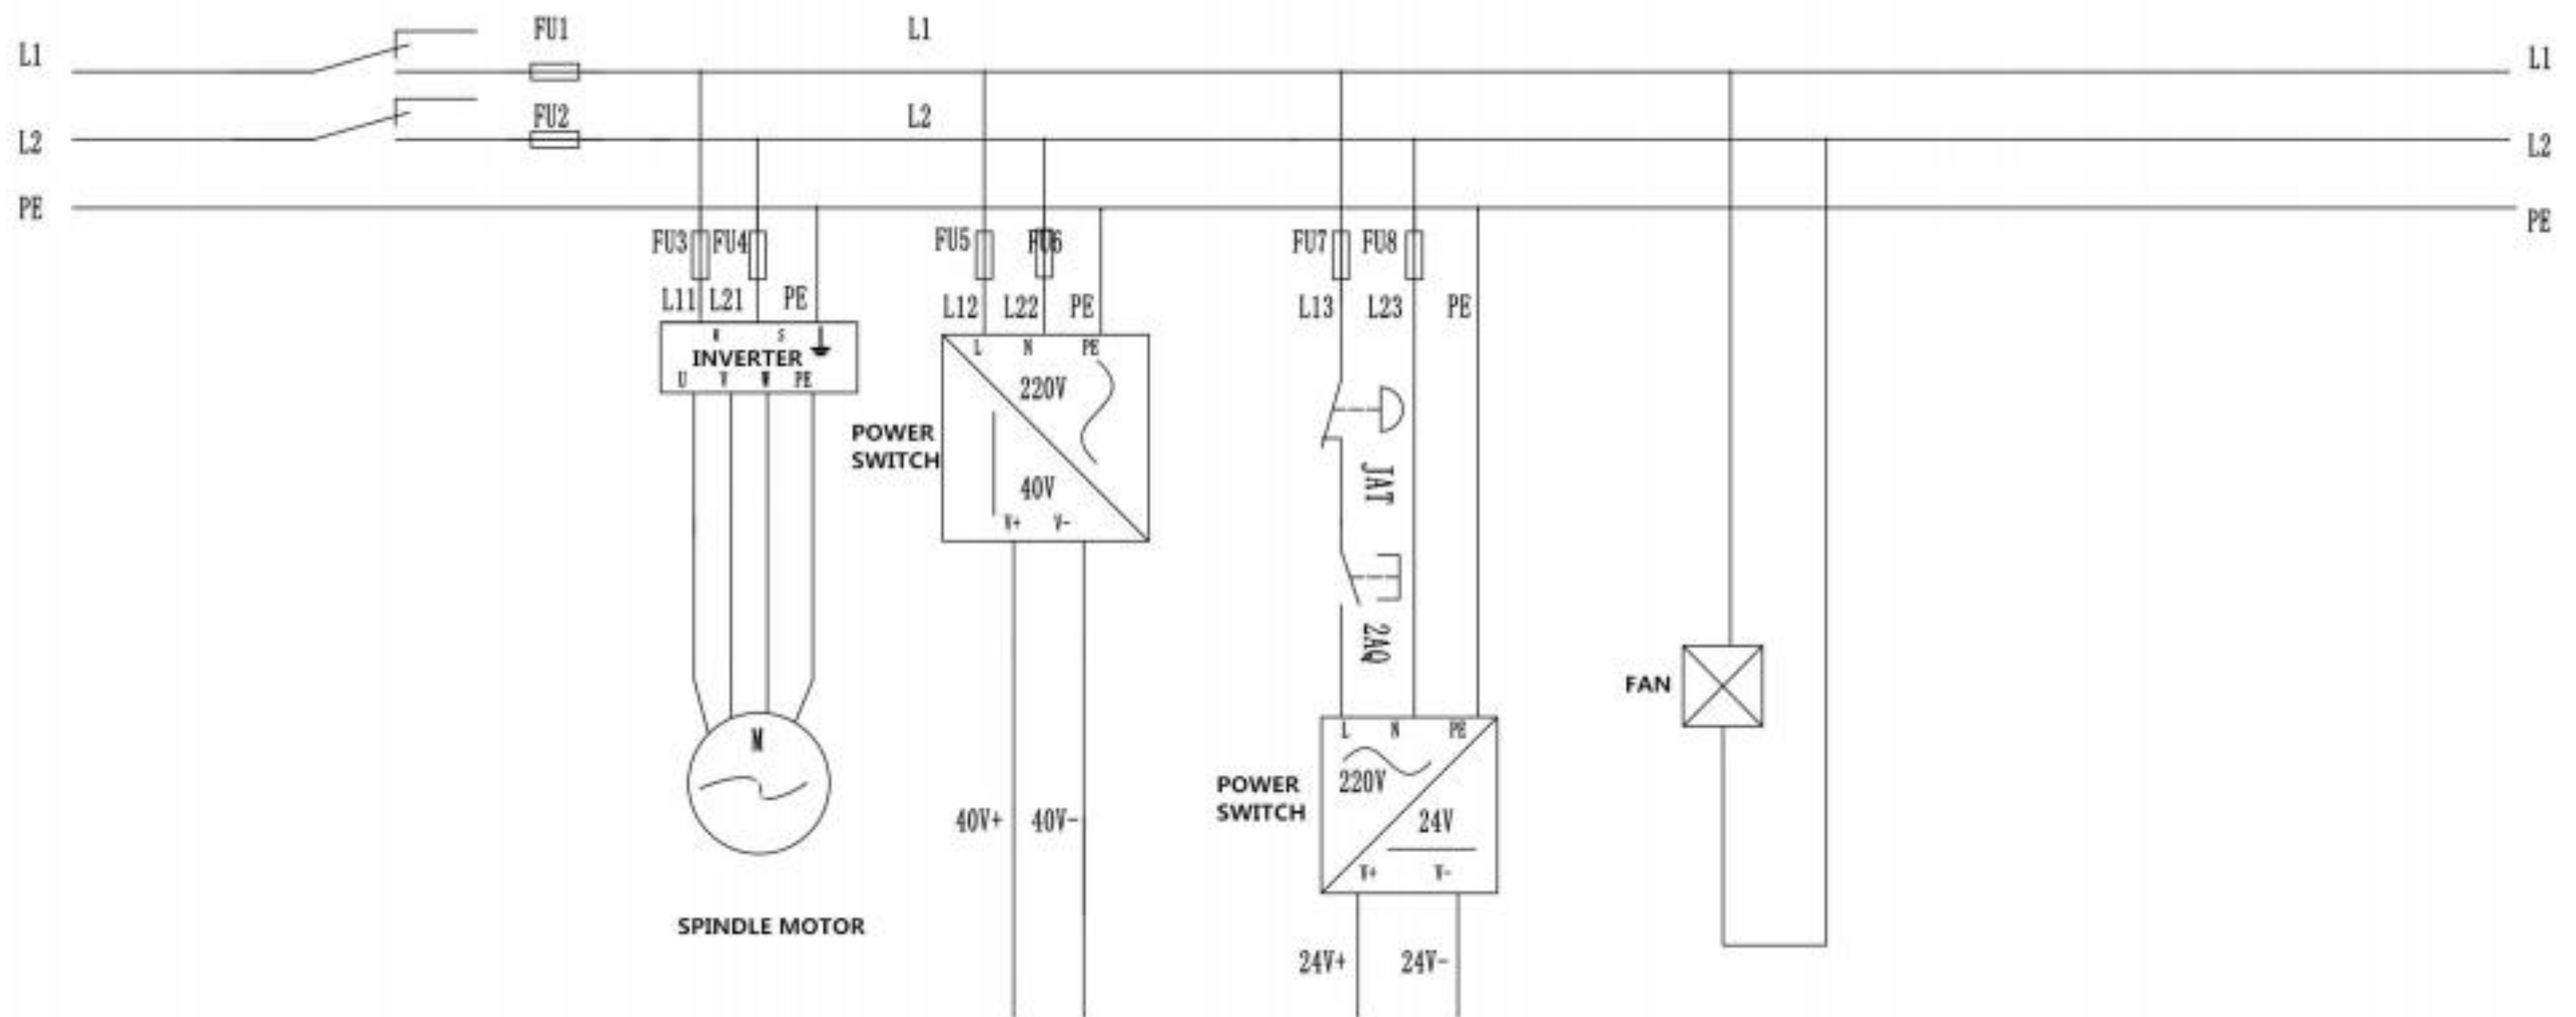 FU1
L1
L1
L1
FU2
L2
L2
L2
PE
PE
FU3
FU4
FU5
FU6
FU7
FU8
L11
L21
PE
L12
L22
PE
L13
L23
PE
R S
INVERTER
U V W PE
L N PE
220V
POWER
SWITCH
40V
V+ V-
JAT
2AQ
M
FAN
L N PE
220V
POWER
SWITCH
24V
V+ V-
40V+
40V-
SPINDLE MOTOR
24V+
24V-